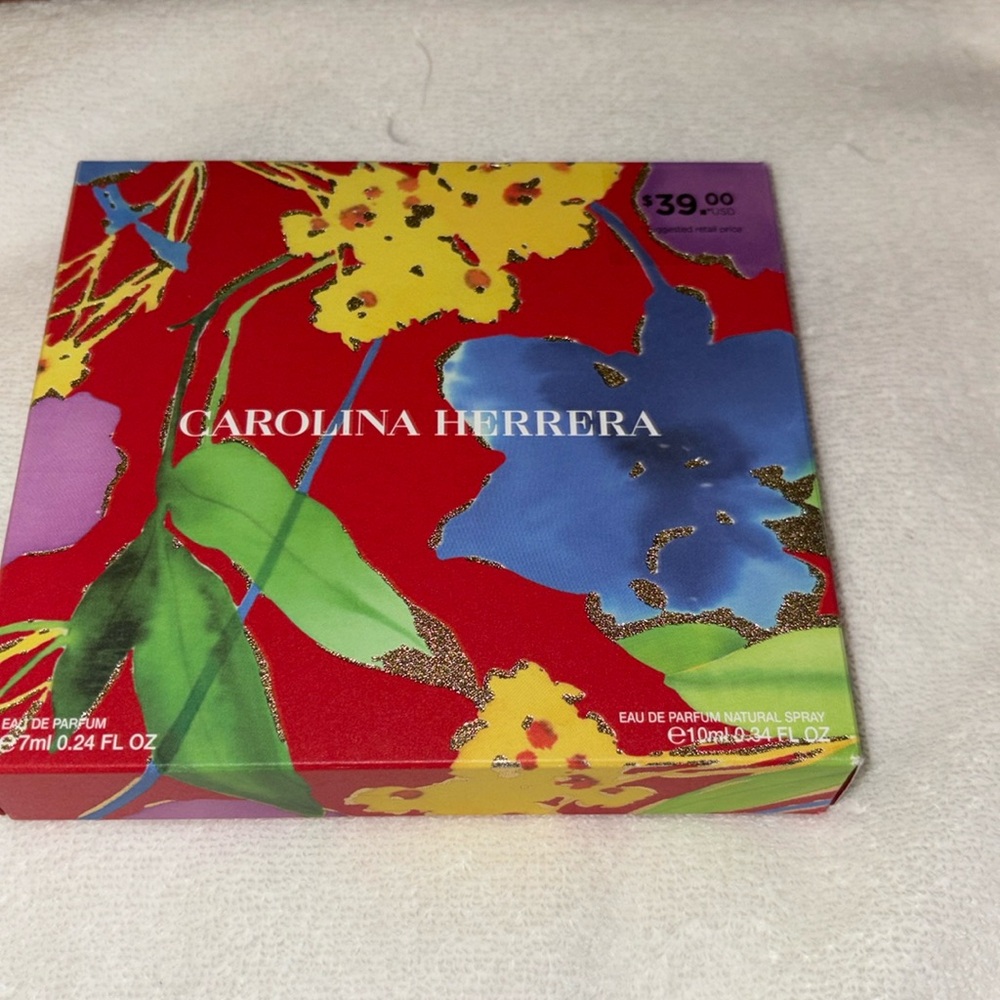 $39.00
USD
suggested retail price
CAROLINA HERRERA
EAU DE PARFUM
℮7ml 0.24 FL OZ
EAU DE PARFUM NATURAL SPRAY
℮10ml 0.34 FL OZ